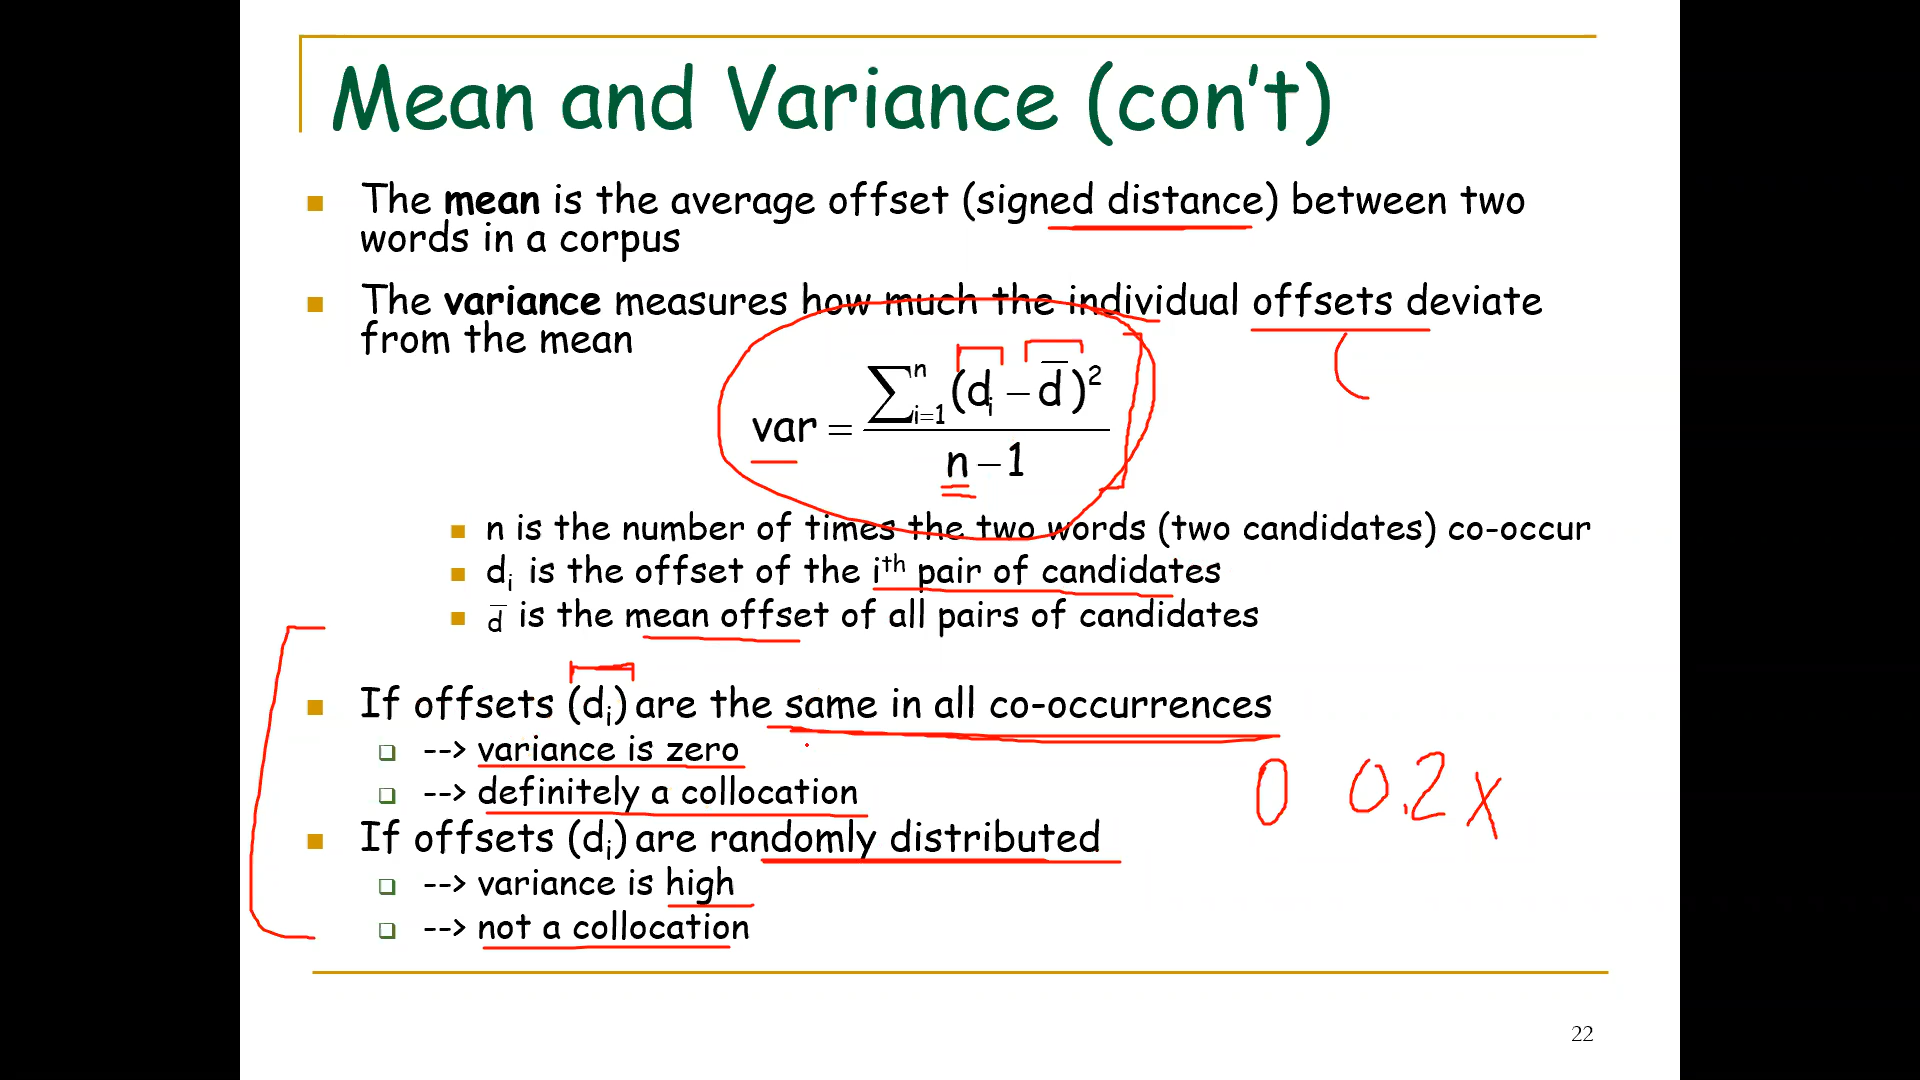 Mean and Variance (con't)
The mean is the average offset (signed distance) between two
words in a corpus
The variance measures how much the individual offsets deviate
from the mean
var = ∑ⁿᵢ₌₁ (dᵢ − d̅)² / n − 1
n is the number of times the two words (two candidates) co-occur
dᵢ is the offset of the iᵗʰ pair of candidates
d̅ is the mean offset of all pairs of candidates
If offsets (dᵢ) are the same in all co-occurrences
--> variance is zero
--> definitely a collocation
0 0.2 x
If offsets (dᵢ) are randomly distributed
--> variance is high
--> not a collocation
22